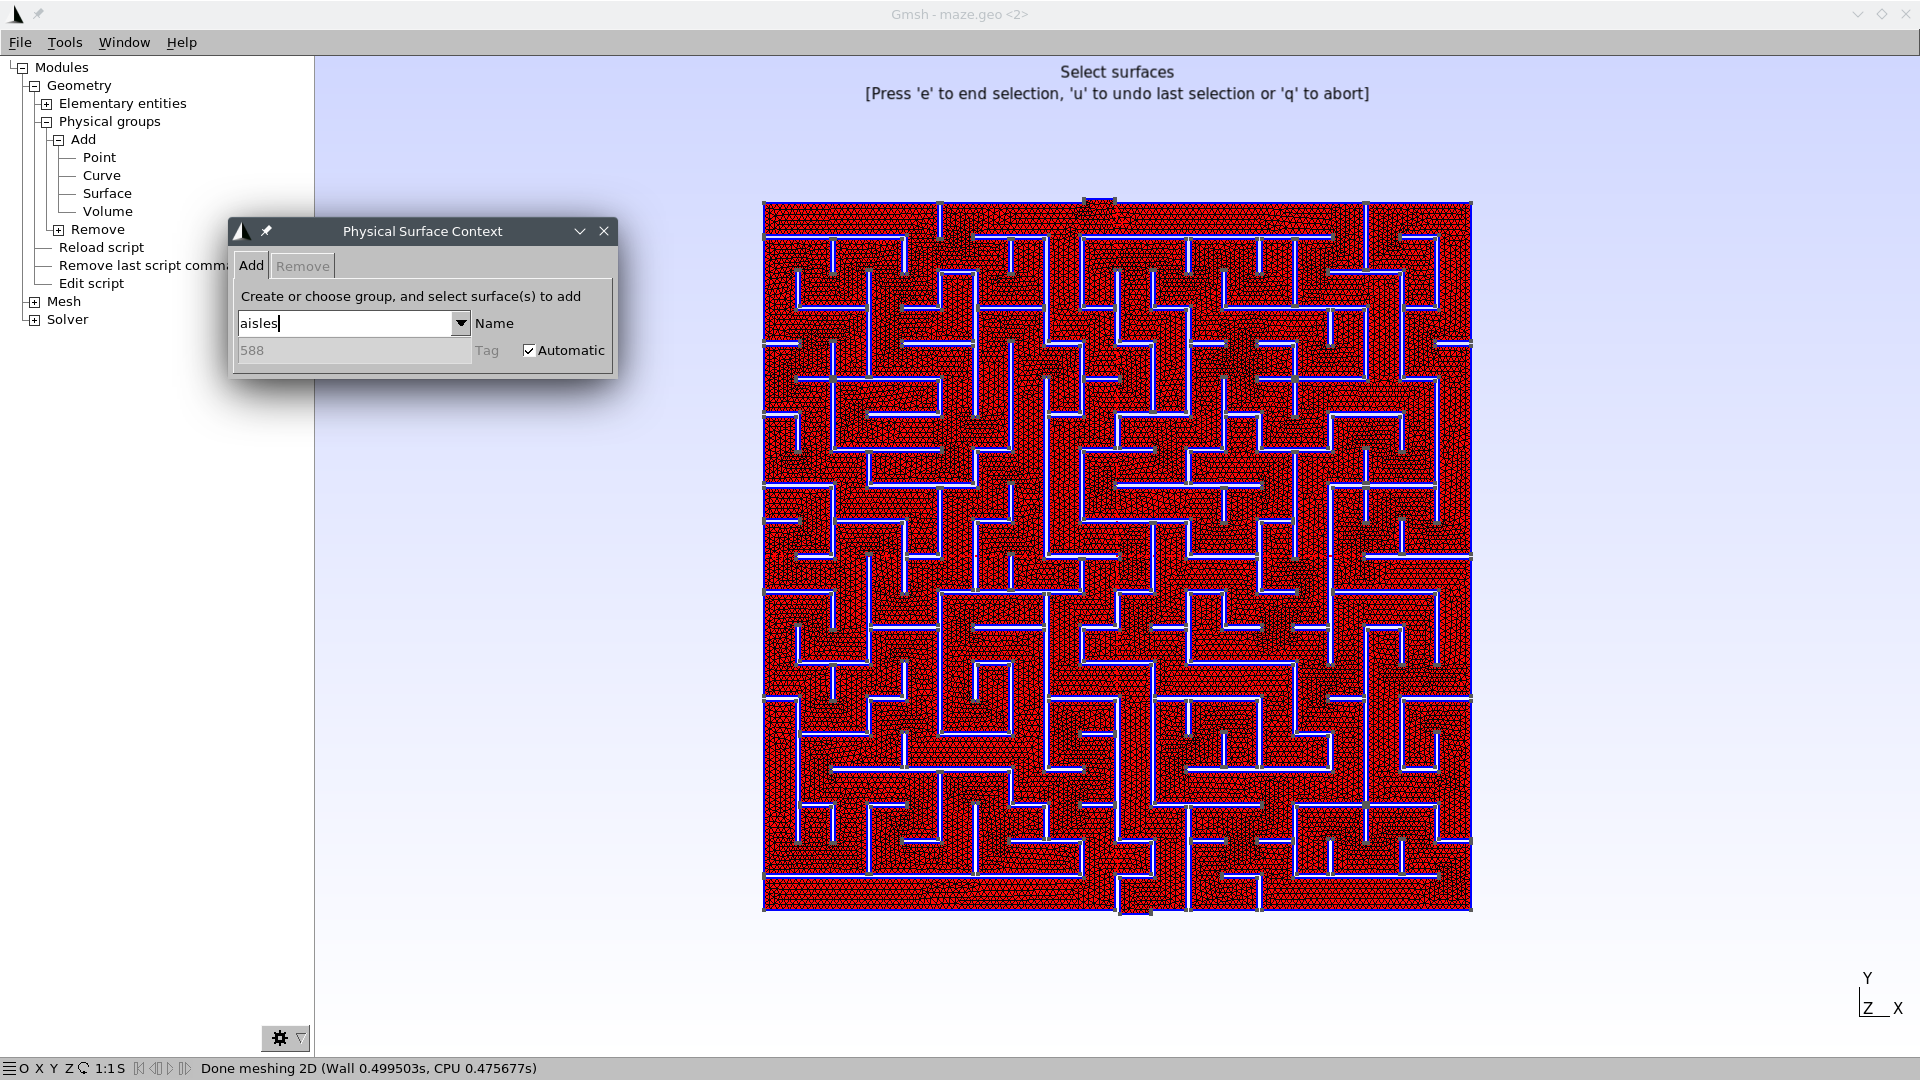 Gmsh - maze.geo <2>
File Tools Window Help
Modules
Geometry
Elementary entities
Physical groups
Add
Point
Curve
Surface
Volume
Remove
Reload script
Remove last script comma
Edit script
Mesh
Solver
Select surfaces
[Press 'e' to end selection, 'u' to undo last selection or 'q' to abort]
Physical Surface Context
Add Remove
Create or choose group, and select surface(s) to add
aisles Name
588 Tag Automatic
Y
Z X
O X Y Z 1:1 S Done meshing 2D (Wall 0.499503s, CPU 0.475677s)